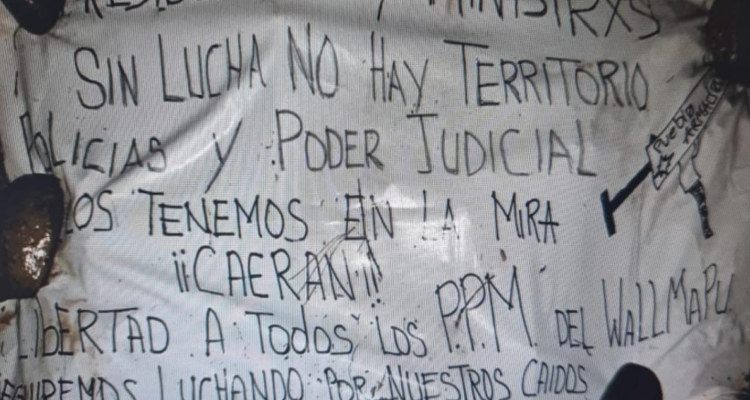 Y MINISTRXS
SIN LUCHA NO HAY TERRITORIO
POLICIAS Y PODER JUDICIAL
LOS TENEMOS EN LA MIRA
¡¡CAERAN!!
LIBERTAD A TODOS LOS P.P.M. DEL WALLMAPU
SEGUIREMOS LUCHANDO POR NUESTROS CAIDOS
PUEBLO